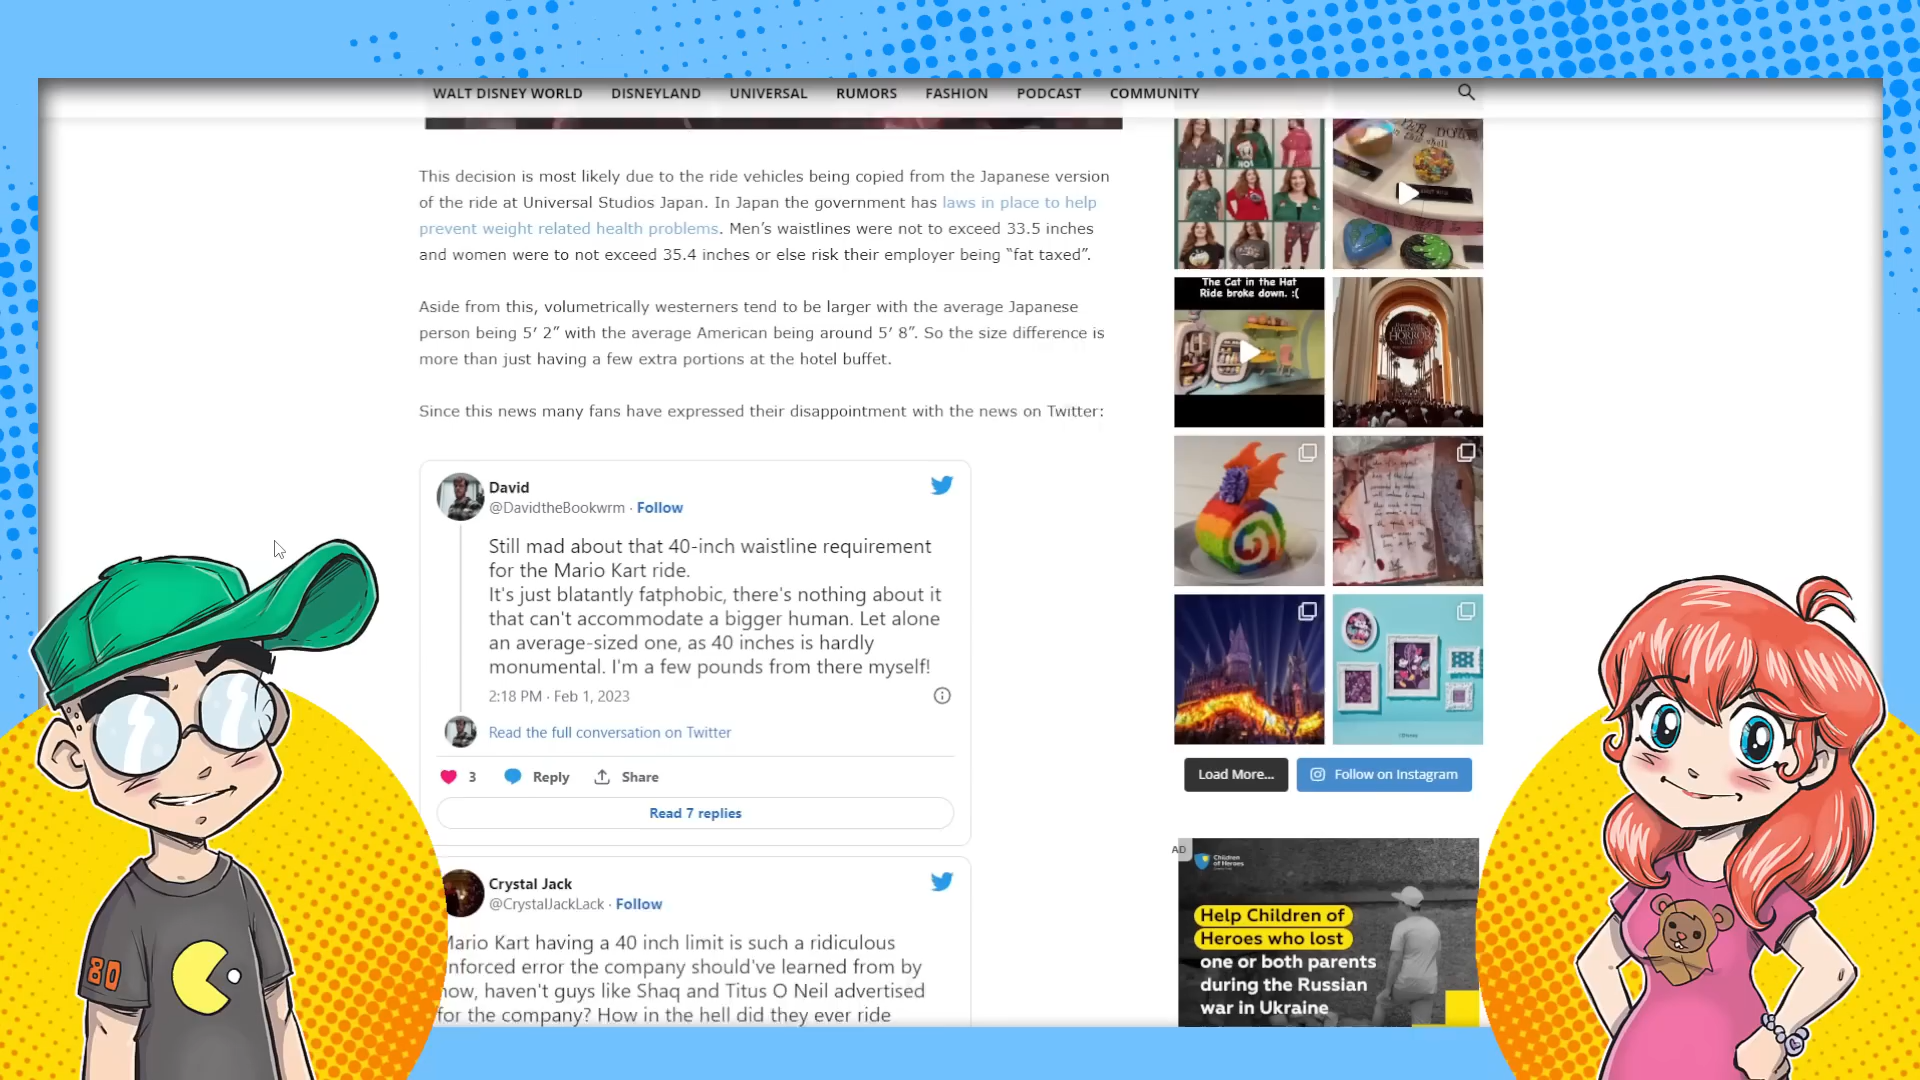 WALT DISNEY WORLD DISNEYLAND UNIVERSAL RUMORS FASHION PODCAST COMMUNITY
This decision is most likely due to the ride vehicles being copied from the Japanese version
of the ride at Universal Studios Japan. In Japan the government has laws in place to help
prevent weight related health problems. Men’s waistlines were not to exceed 33.5 inches
and women were to not exceed 35.4 inches or else risk their employer being “fat taxed”.
Aside from this, volumetrically westerners tend to be larger with the average Japanese
person being 5′ 2” with the average American being around 5′ 8”. So the size difference is
more than just having a few extra portions at the hotel buffet.
Since this news many fans have expressed their disappointment with the news on Twitter:
David
@DavidtheBookwrm · Follow
Still mad about that 40-inch waistline requirement
for the Mario Kart ride.
It's just blatantly fatphobic, there's nothing about it
that can't accommodate a bigger human. Let alone
an average-sized one, as 40 inches is hardly
monumental. I'm a few pounds from there myself!
2:18 PM · Feb 1, 2023
Read the full conversation on Twitter
3 Reply Share
Read 7 replies
Crystal Jack
@CrystalJackLack · Follow
Mario Kart having a 40 inch limit is such a ridiculous
nforced error the company should've learned from by
now, haven't guys like Shaq and Titus O Neil advertised
for the company? How in the hell did they ever ride
The Cat in the Hat
Ride broke down. :(
HORROR
Load More...
Follow on Instagram
AD
Children
of Heroes
Help Children of
Heroes who lost
one or both parents
during the Russian
war in Ukraine
80